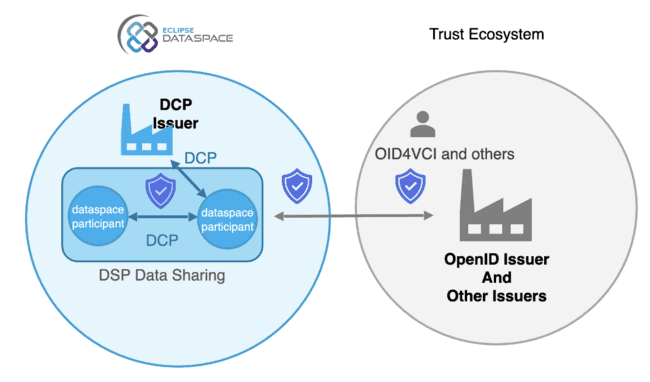 ECLIPSE
DATASPACE
Trust Ecosystem
DCP
Issuer
DCP
dataspace
participant
dataspace
participant
DCP
DSP Data Sharing
OID4VCI and others
OpenID Issuer
And
Other Issuers